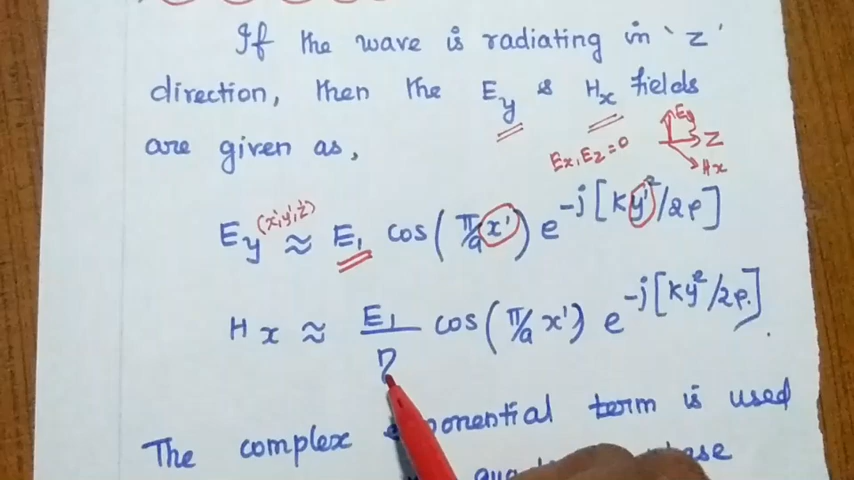 If the wave is radiating in 'z'
direction, then the Ey & Hx fields
are given as,
Ex, Ez = 0
Ey
Z
Hx
Ey (x', y', z') ≈ E1 cos(π/a x') e^-j[ky'^2/2ρ]
Hx ≈ E1/η cos(π/a x') e^-j[ky^2/2ρ].
The complex exponential term is used